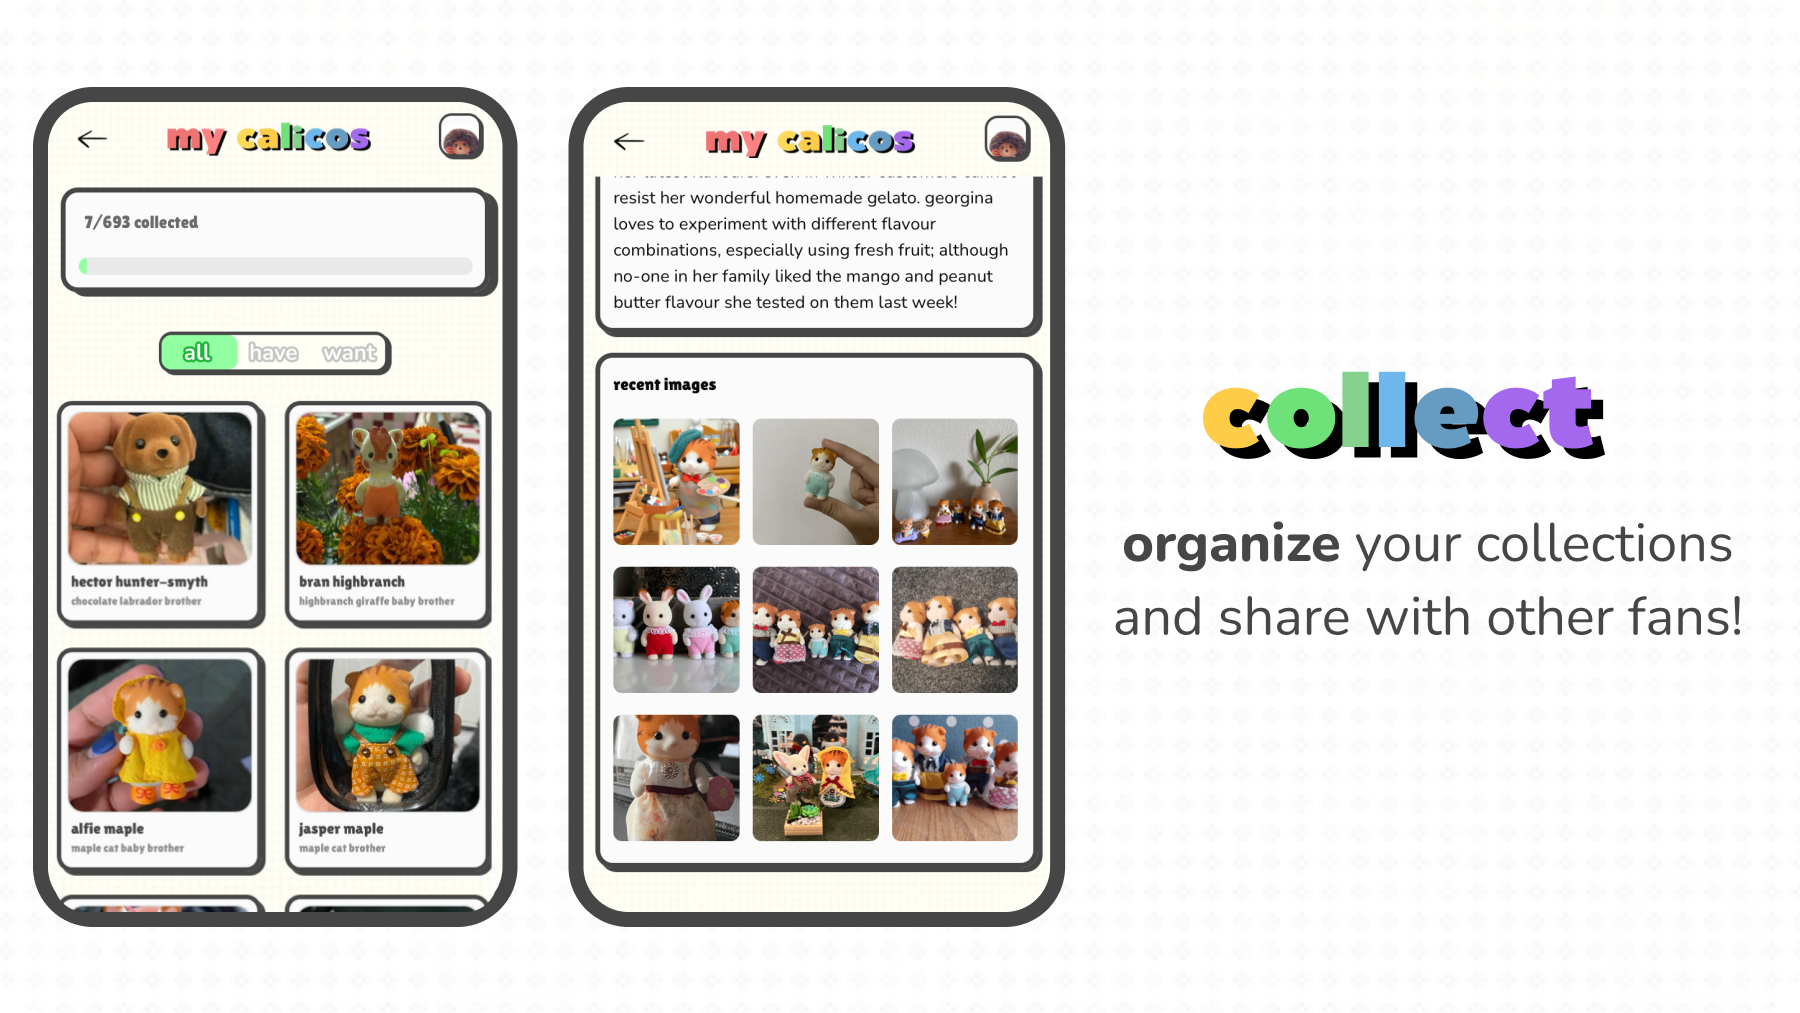 my calicos
7/693 collected
all have want
hector hunter-smyth
chocolate labrador brother
bran highbranch
highbranch giraffe baby brother
alfie maple
maple cat baby brother
jasper maple
maple cat brother
my calicos
resist her wonderful homemade gelato. georgina
loves to experiment with different flavour
combinations, especially using fresh fruit; although
no-one in her family liked the mango and peanut
butter flavour she tested on them last week!
recent images
collect
organize your collections
and share with other fans!